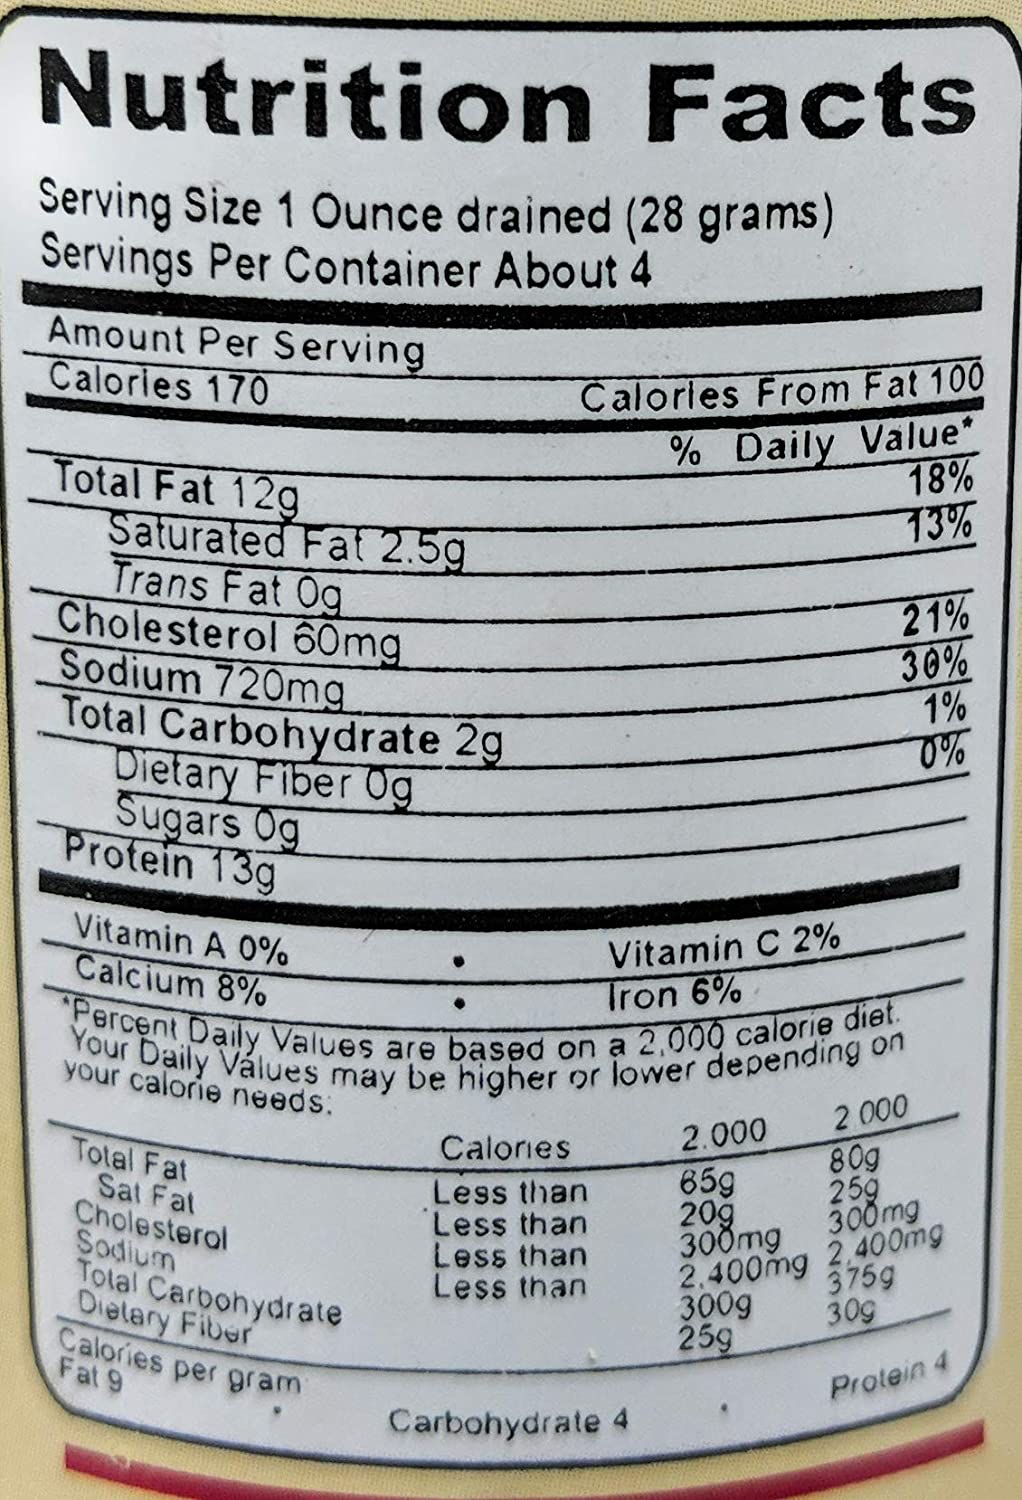 Nutrition Facts
Serving Size 1 Ounce drained (28 grams)
Servings Per Container About 4
Amount Per Serving
Calories 170 Calories From Fat 100
% Daily Value*
Total Fat 12g 18%
Saturated Fat 2.5g 13%
Trans Fat 0g
Cholesterol 60mg 21%
Sodium 720mg 30%
Total Carbohydrate 2g 1%
Dietary Fiber 0g 0%
Sugars 0g
Protein 13g
Vitamin A 0% • Vitamin C 2%
Calcium 8% • Iron 6%
*Percent Daily Values are based on a 2,000 calorie diet.
Your Daily Values may be higher or lower depending on
your calorie needs:
Calories 2.000 2 000
Total Fat Less than 65g 80g
Sat Fat Less than 20g 25g
Cholesterol Less than 300mg 300mg
Sodium Less than 2,400mg 2,400mg
Total Carbohydrate 300g 375g
Dietary Fiber 25g 30g
Calories per gram
Fat 9 • Carbohydrate 4 • Protein 4